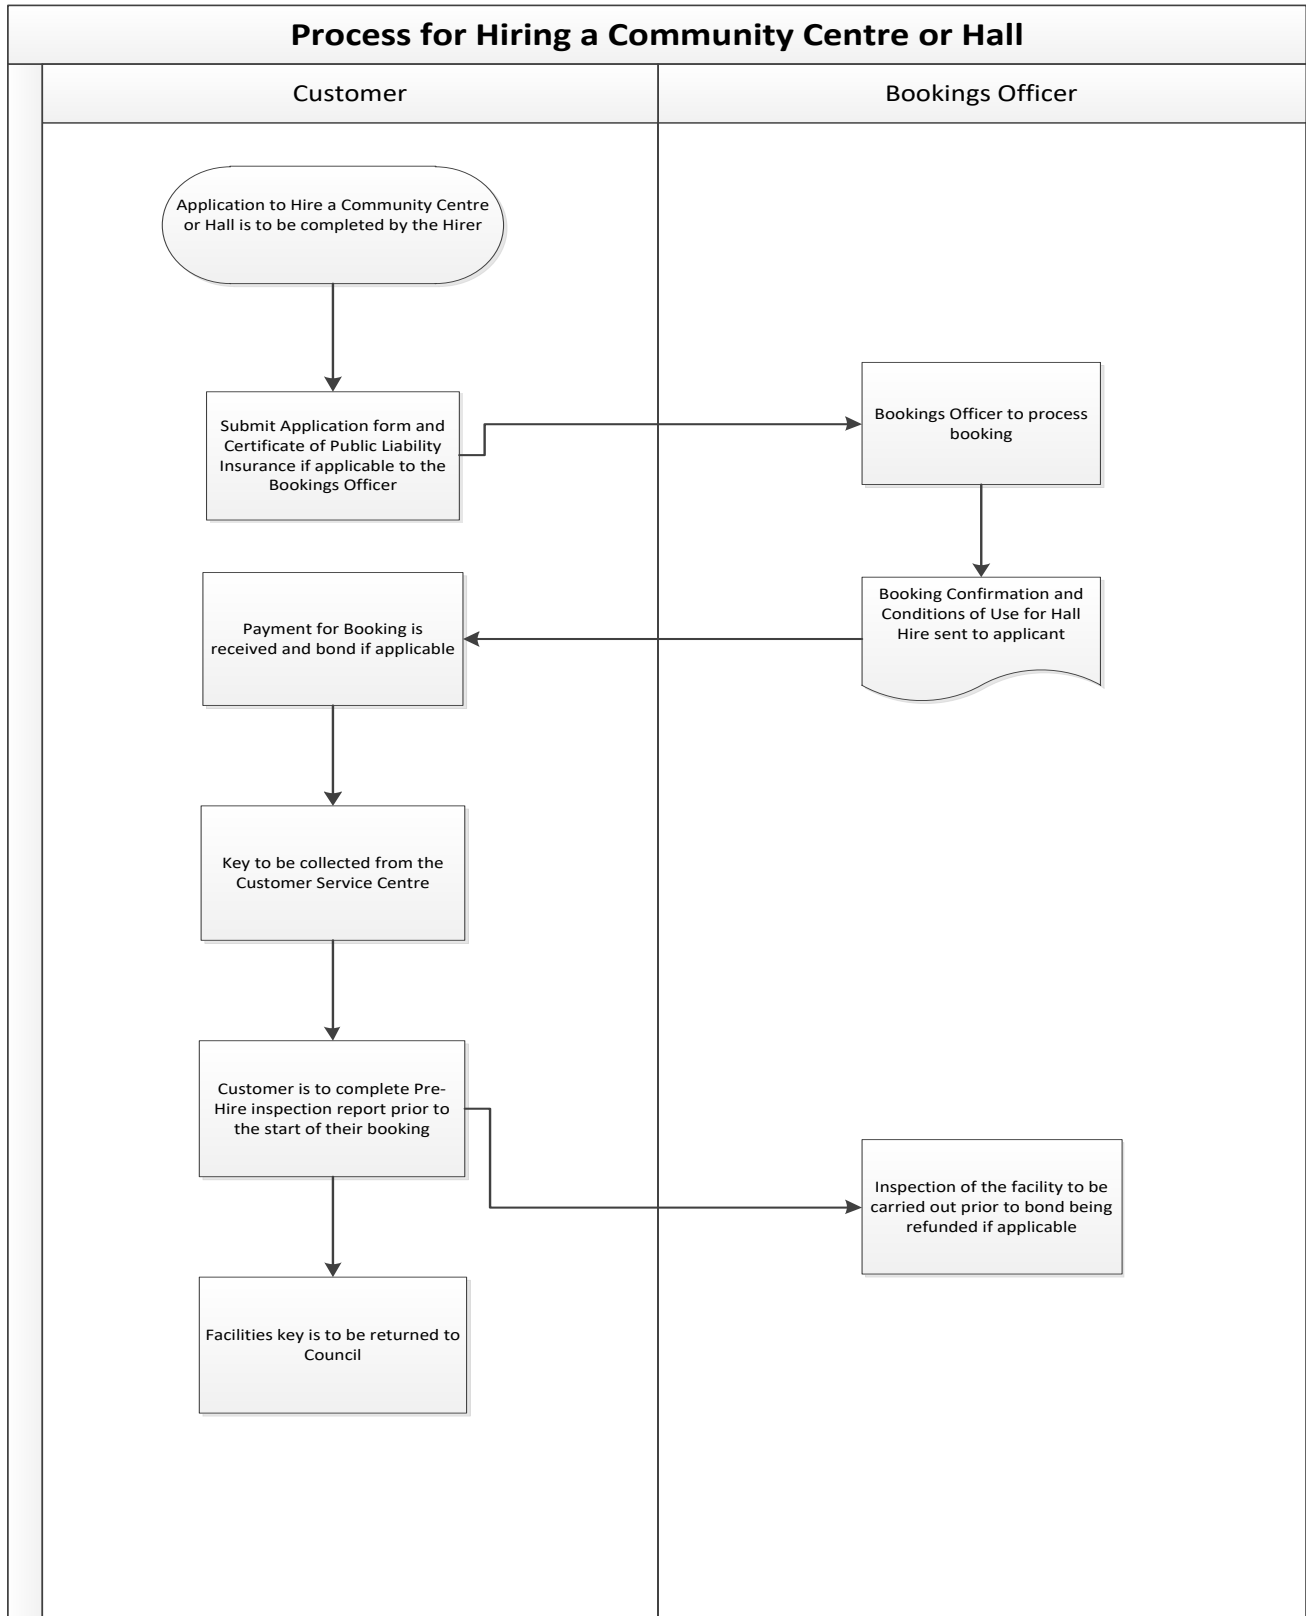 Process for Hiring a Community Centre or Hall
Customer
Bookings Officer
Application to Hire a Community Centre
or Hall is to be completed by the Hirer
Submit Application form and
Certificate of Public Liability
Insurance if applicable to the
Bookings Officer
Bookings Officer to process
booking
Booking Confirmation and
Conditions of Use for Hall
Hire sent to applicant
Payment for Booking is
received and bond if applicable
Key to be collected from the
Customer Service Centre
Customer is to complete Pre-
Hire inspection report prior to
the start of their booking
Inspection of the facility to be
carried out prior to bond being
refunded if applicable
Facilities key is to be returned to
Council